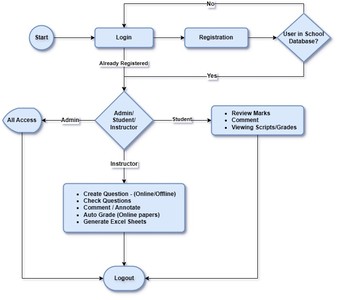 No
Start
Login
Registration
User in School
Database?
Already Registered
Yes
Admin/
Student/
Instructor
All Access
Admin
Student
Review Marks
Comment
Viewing Scripts/Grades
Instructor
Create Question - (Online/Offline)
Check Questions
Comment / Annotate
Auto Grade (Online papers)
Generate Excel Sheets
Logout